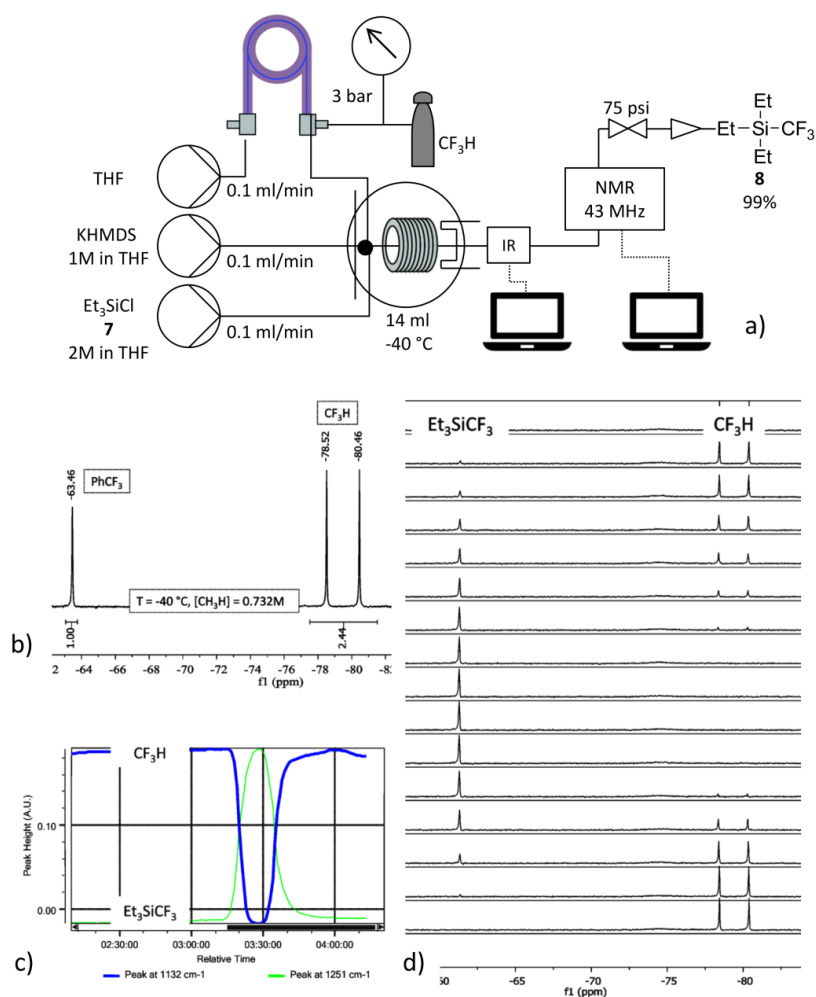 3 bar
CF3H
THF
0.1 ml/min
KHMDS
1M in THF
0.1 ml/min
Et3SiCl
7
2M in THF
0.1 ml/min
14 ml
-40 °C
IR
NMR
43 MHz
75 psi
Et
Et-Si-CF3
Et
8
99%
a)
CF3H
-78.52
-80.46
PhCF3
-63.46
T = -40 °C, [CH3H] = 0.732M
1.00
2.44
b)
2 -64 -66 -68 -70 -72 -74 -76 -78 -80 -82
f1 (ppm)
CF3H
Peak Height (A.U.)
0.10
0.00
Et3SiCF3
02:30:00 03:00:00 03:30:00 04:00:00
Relative Time
Peak at 1132 cm-1 Peak at 1251 cm-1
c)
Et3SiCF3 CF3H
60 -65 -70 -75 -80
f1 (ppm)
d)